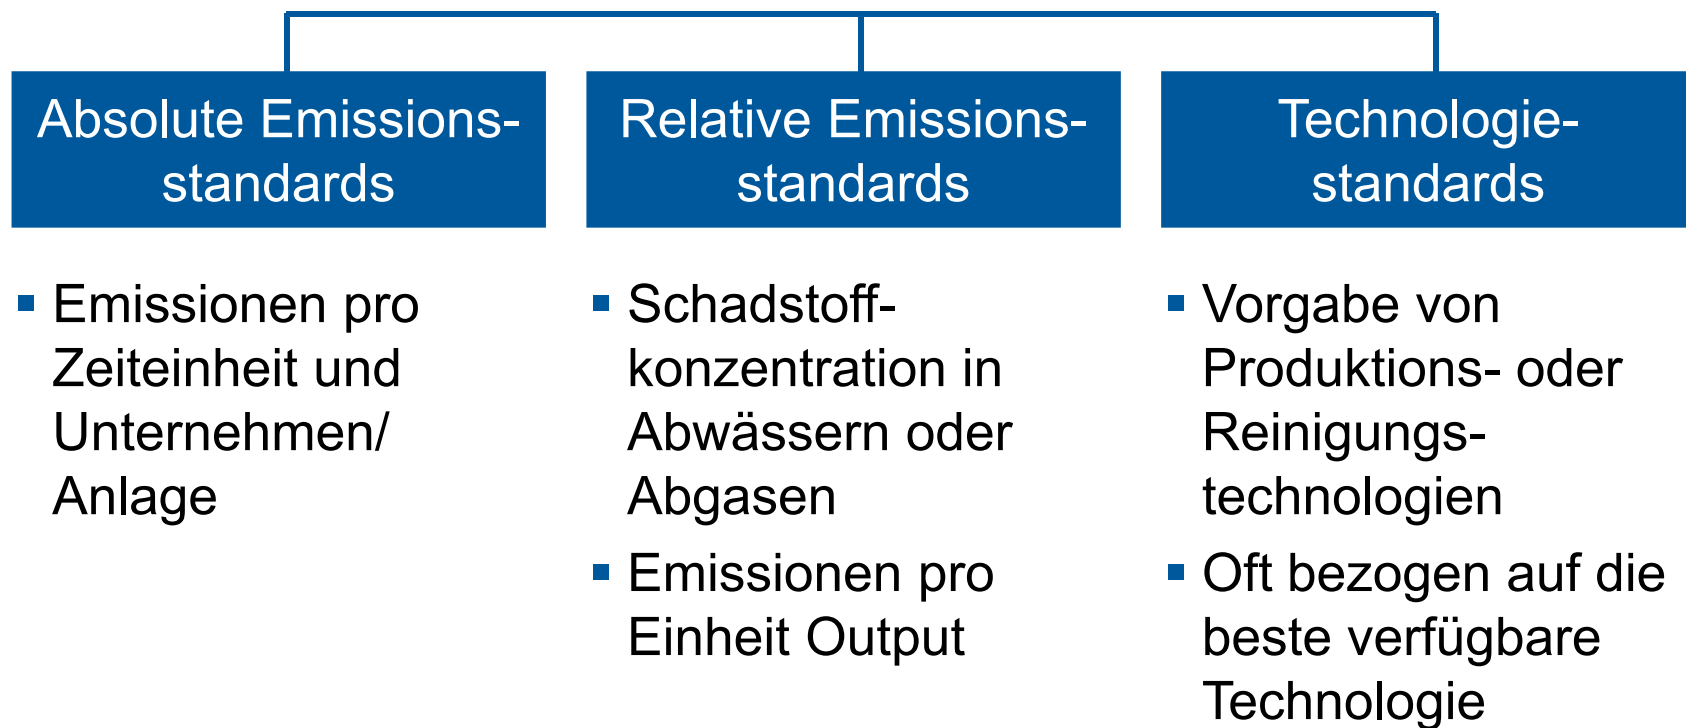 Absolute Emissions-
standards
Emissionen pro
Zeiteinheit und
Unternehmen/
Anlage
Relative Emissions-
standards
Schadstoff-
konzentration in
Abwässern oder
Abgasen
Emissionen pro
Einheit Output
Technologie-
standards
Vorgabe von
Produktions- oder
Reinigungs-
technologien
Oft bezogen auf die
beste verfügbare
Technologie